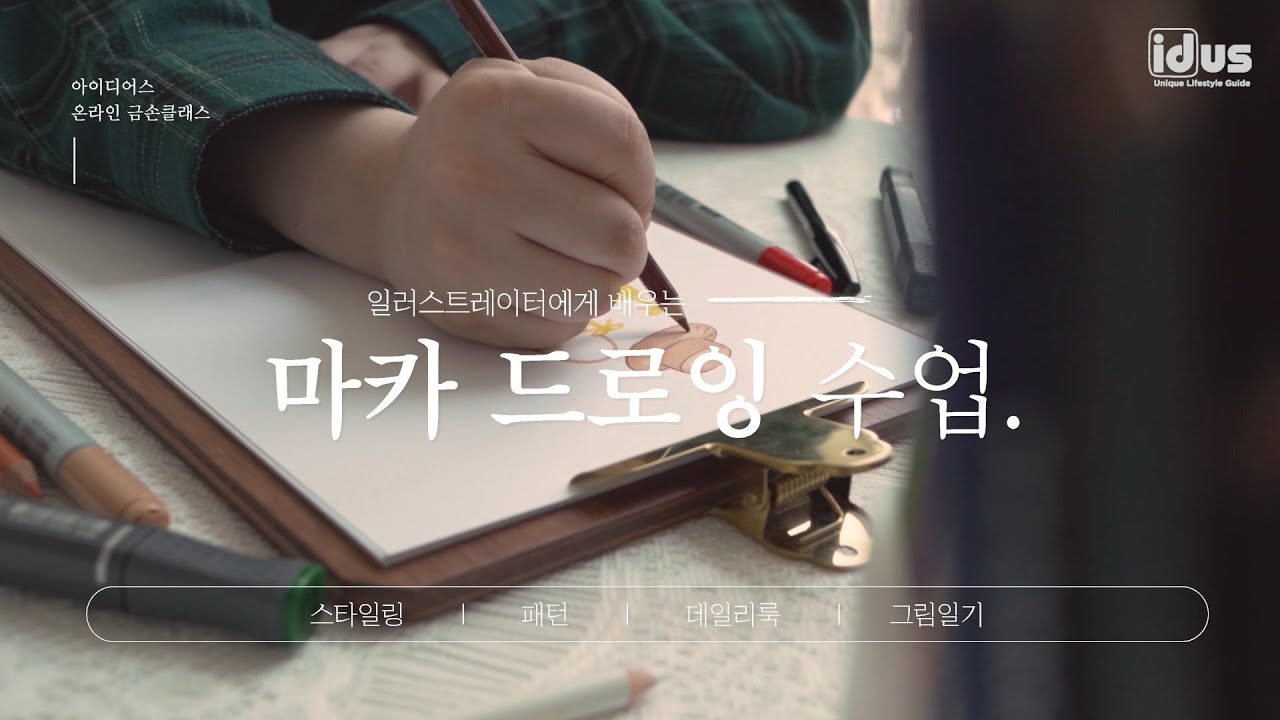 아이디어스
온라인 금손클래스
idus
Unique Lifestyle Guide
일러스트레이터에게 배우는
마카 드로잉 수업.
스타일링 | 패턴 | 데일리룩 | 그림일기